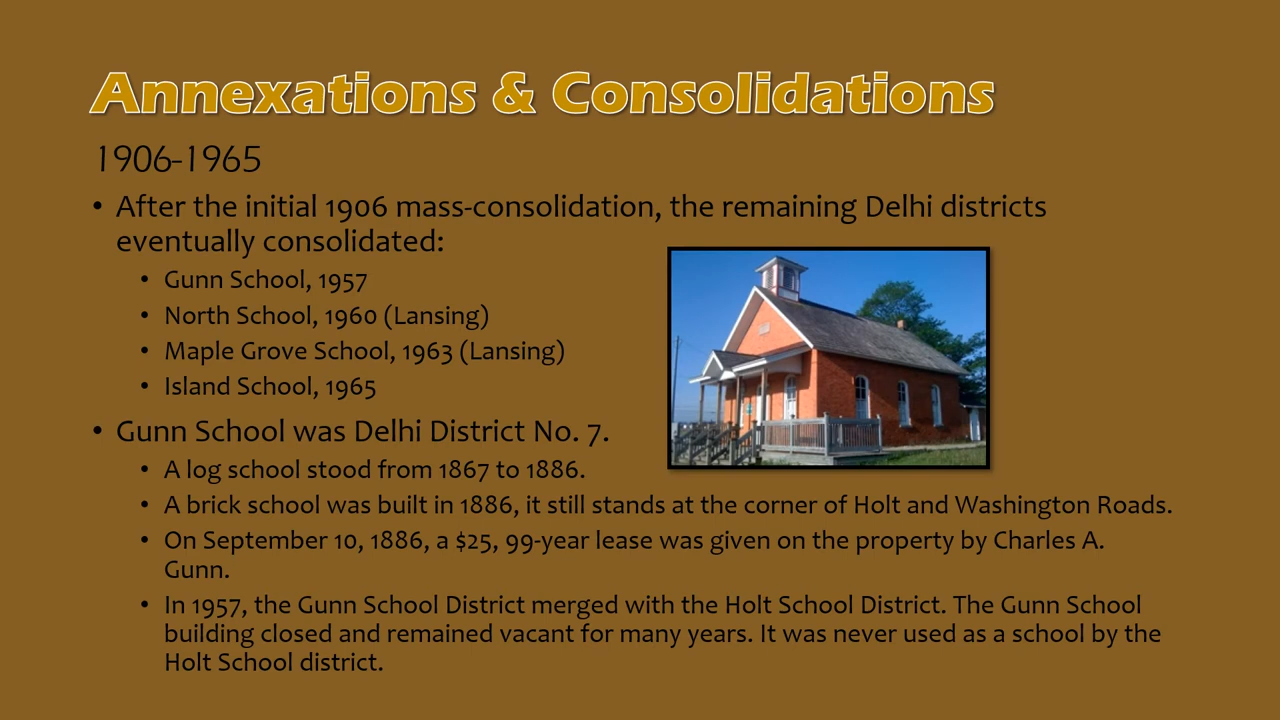 Annexations & Consolidations
1906-1965
• After the initial 1906 mass-consolidation, the remaining Delhi districts
eventually consolidated:
• Gunn School, 1957
• North School, 1960 (Lansing)
• Maple Grove School, 1963 (Lansing)
• Island School, 1965
• Gunn School was Delhi District No. 7.
• A log school stood from 1867 to 1886.
• A brick school was built in 1886, it still stands at the corner of Holt and Washington Roads.
• On September 10, 1886, a $25, 99-year lease was given on the property by Charles A.
Gunn.
• In 1957, the Gunn School District merged with the Holt School District. The Gunn School
building closed and remained vacant for many years. It was never used as a school by the
Holt School district.